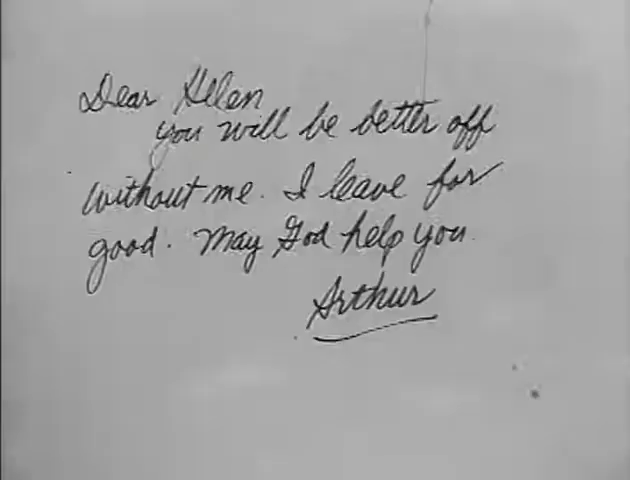 Dear Helen
you will be better off
without me. I leave for
good. May God help you.
Arthur